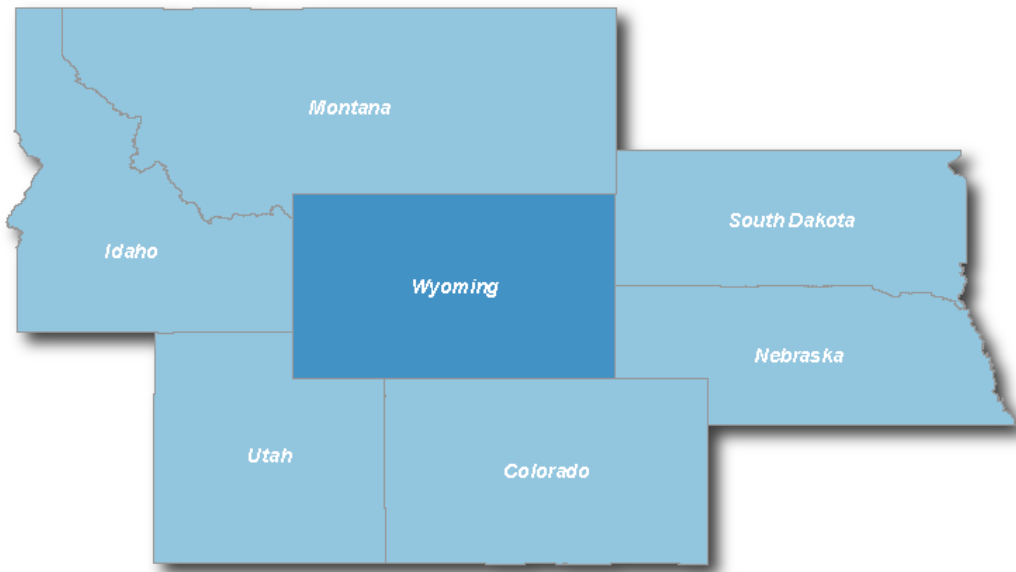 Montana
South Dakota
Idaho
Wyoming
Nebraska
Utah
Colorado